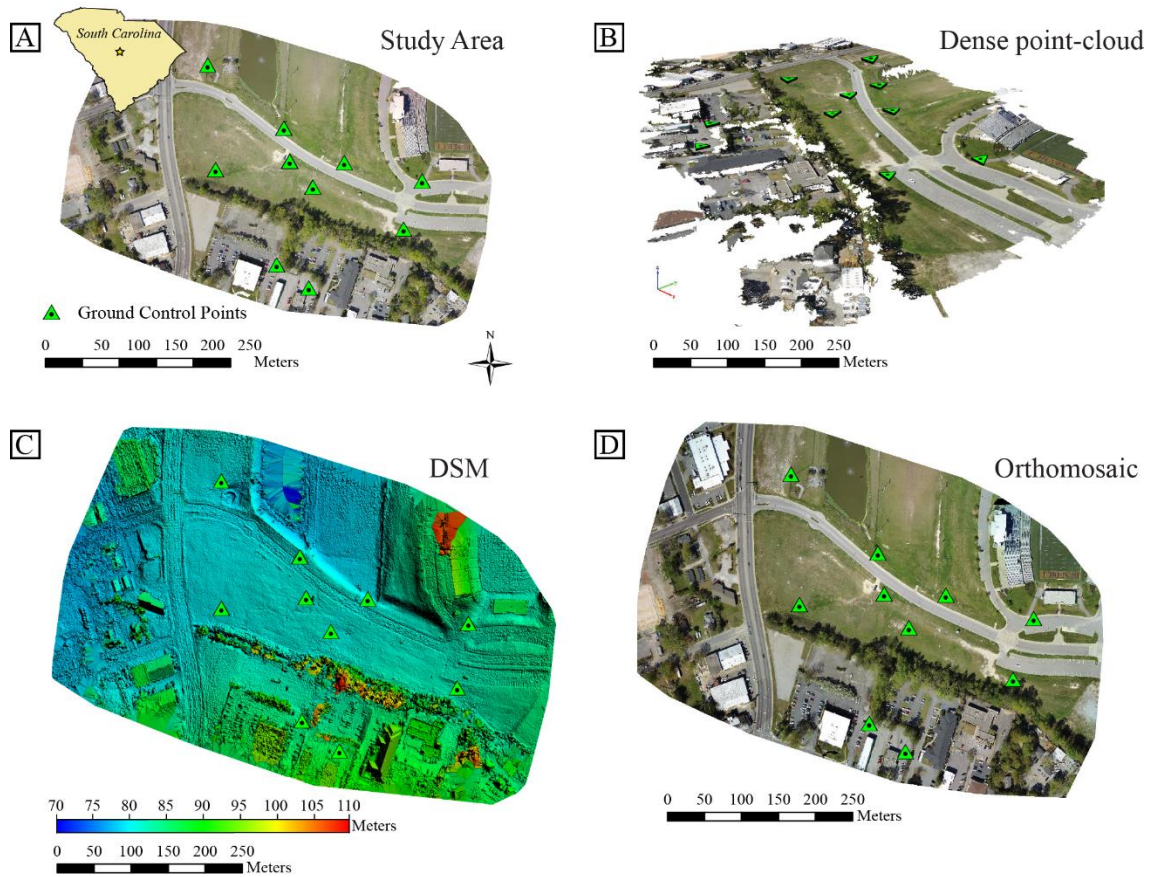 A
South Carolina
Study Area
Ground Control Points
N
0 50 100 150 200 250
Meters
B
Dense point-cloud
0 50 100 150 200 250
Meters
C
DSM
70 75 80 85 90 95 100 105 110
Meters
0 50 100 150 200 250
Meters
D
Orthomosaic
0 50 100 150 200 250
Meters